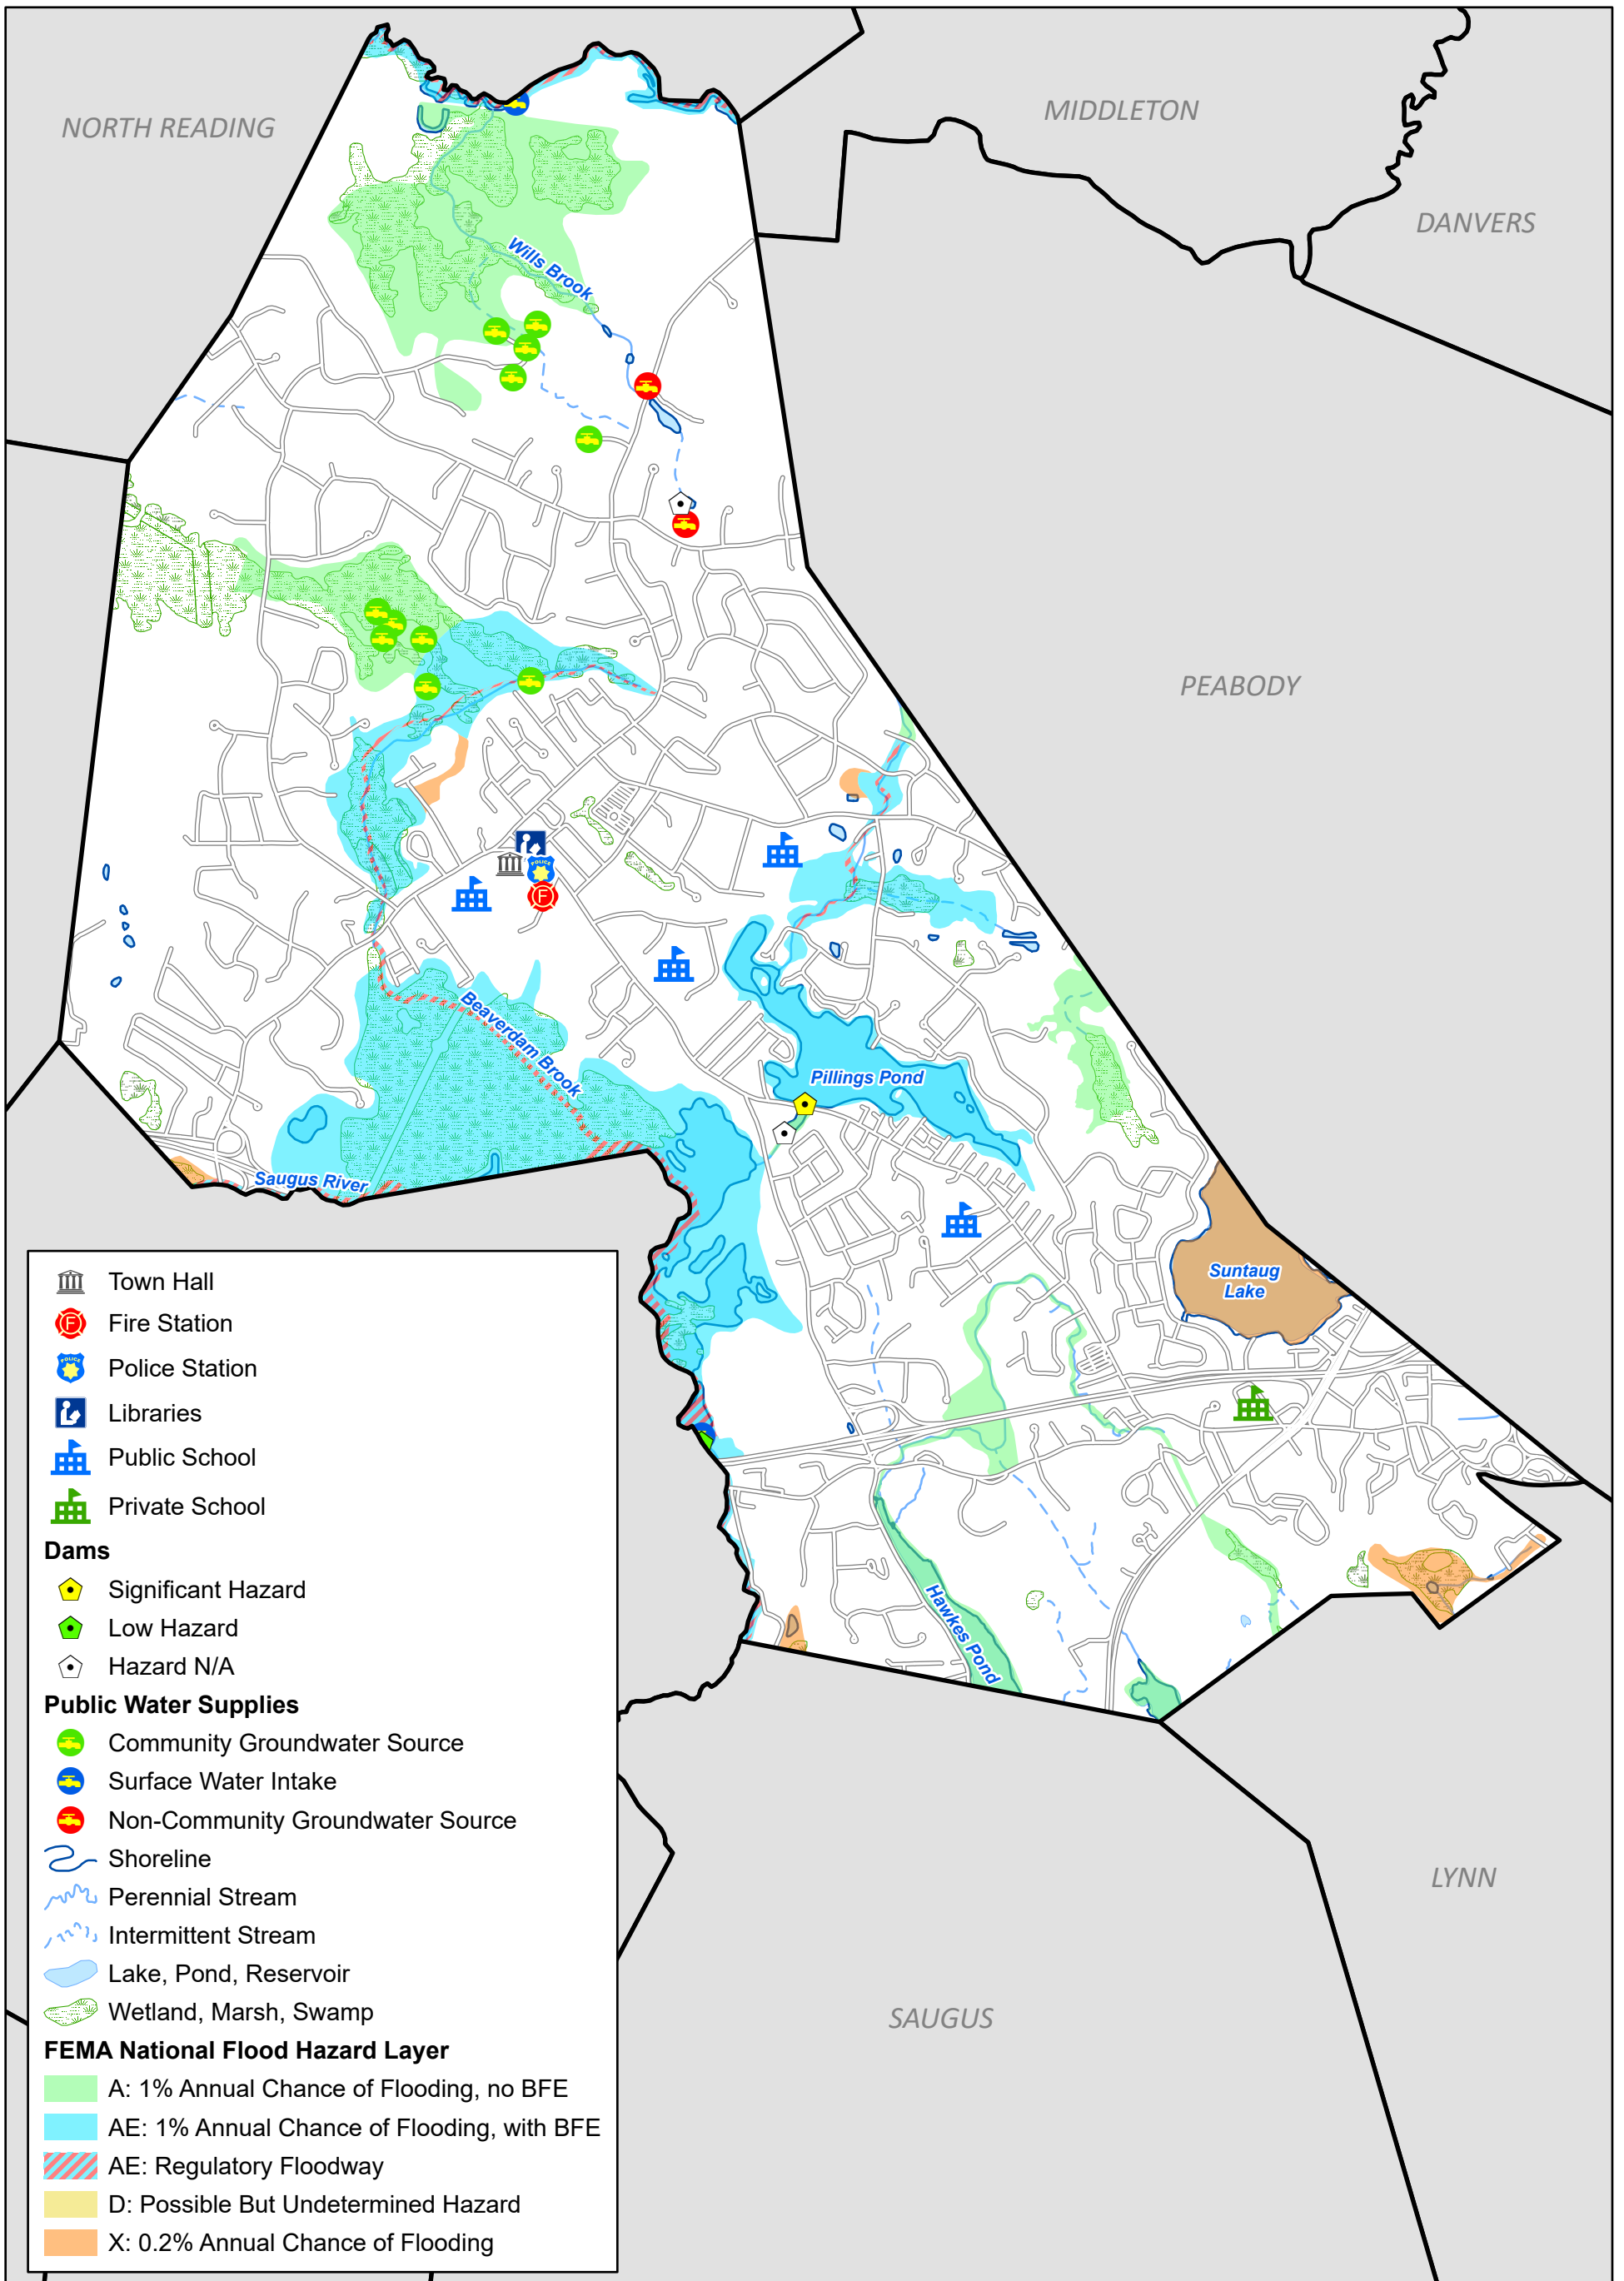 NORTH READING
MIDDLETON
DANVERS
Wills Brook
PEABODY
POLICE
F
Beaverdam Brook
Pillings Pond
Saugus River
Suntaug
Lake
Hawkes Pond
LYNN
SAUGUS
Town Hall
F
Fire Station
POLICE
Police Station
Libraries
Public School
Private School
Dams
Significant Hazard
Low Hazard
Hazard N/A
Public Water Supplies
Community Groundwater Source
Surface Water Intake
Non-Community Groundwater Source
Shoreline
Perennial Stream
Intermittent Stream
Lake, Pond, Reservoir
Wetland, Marsh, Swamp
FEMA National Flood Hazard Layer
A: 1% Annual Chance of Flooding, no BFE
AE: 1% Annual Chance of Flooding, with BFE
AE: Regulatory Floodway
D: Possible But Undetermined Hazard
X: 0.2% Annual Chance of Flooding